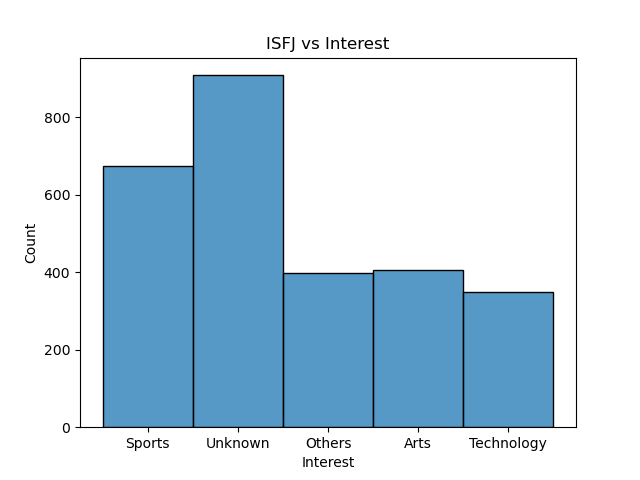 ISFJ vs Interest
800
600
400
200
0
Count
Sports Unknown Others Arts Technology
Interest